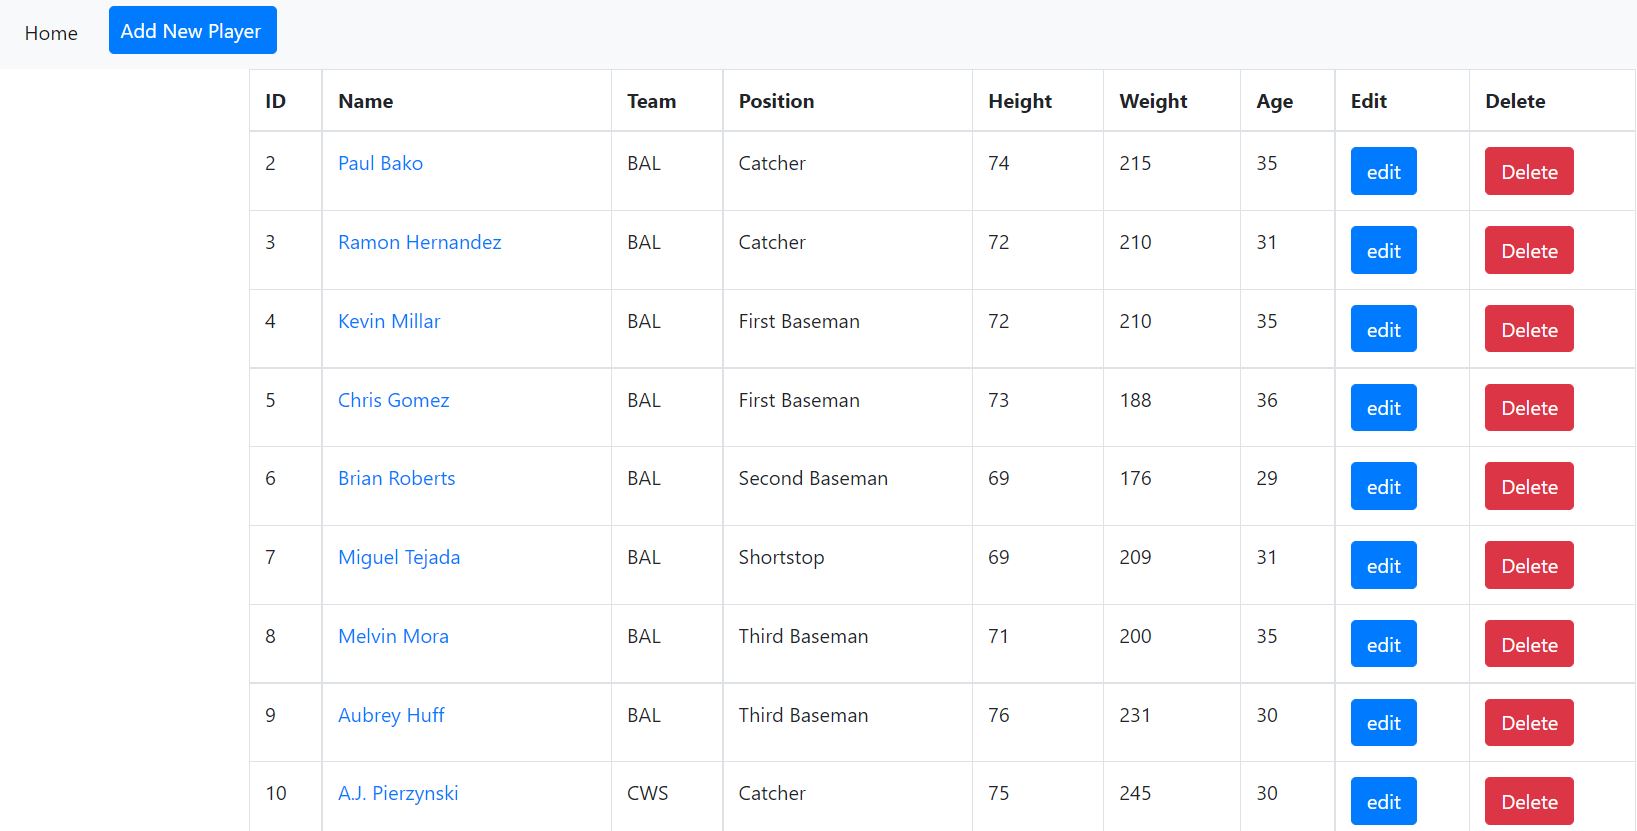 Home Add New Player
ID Name Team Position Height Weight Age Edit Delete
2 Paul Bako BAL Catcher 74 215 35 edit Delete
3 Ramon Hernandez BAL Catcher 72 210 31 edit Delete
4 Kevin Millar BAL First Baseman 72 210 35 edit Delete
5 Chris Gomez BAL First Baseman 73 188 36 edit Delete
6 Brian Roberts BAL Second Baseman 69 176 29 edit Delete
7 Miguel Tejada BAL Shortstop 69 209 31 edit Delete
8 Melvin Mora BAL Third Baseman 71 200 35 edit Delete
9 Aubrey Huff BAL Third Baseman 76 231 30 edit Delete
10 A.J. Pierzynski CWS Catcher 75 245 30 edit Delete